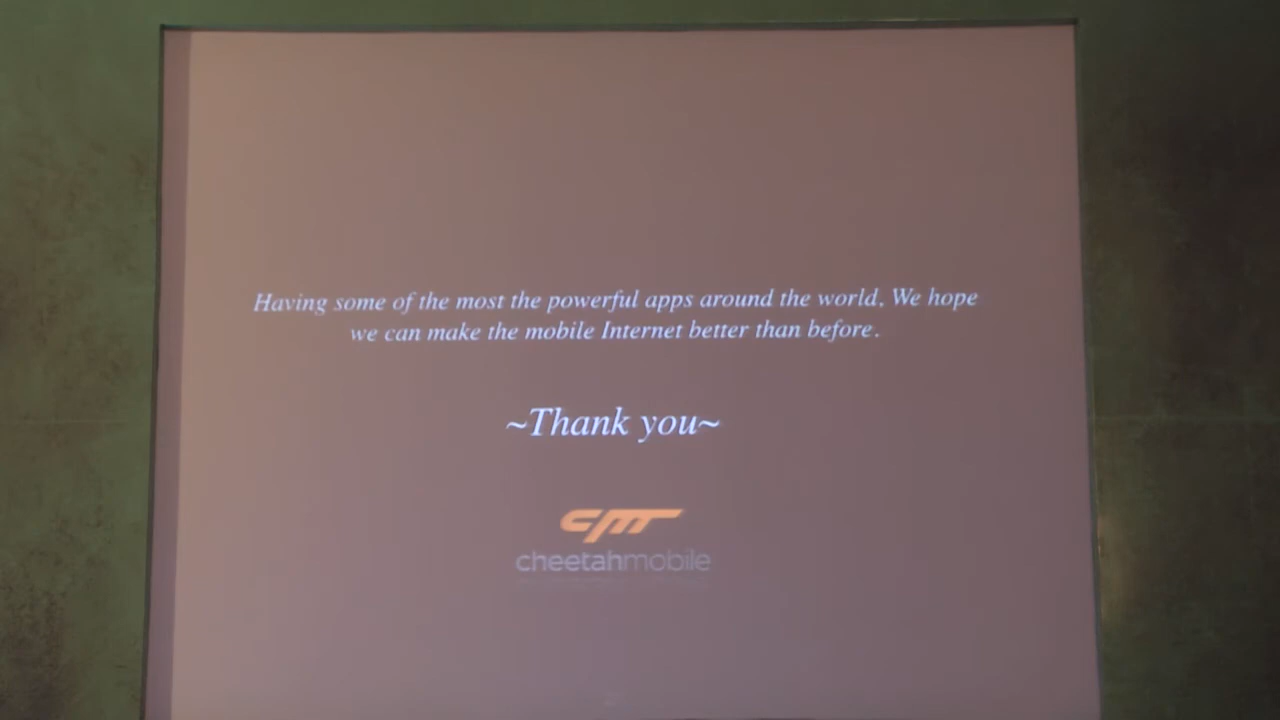 Having some of the most the powerful apps around the world. We hope
we can make the mobile Internet better than before.
~Thank you~
cm
cheetahmobile